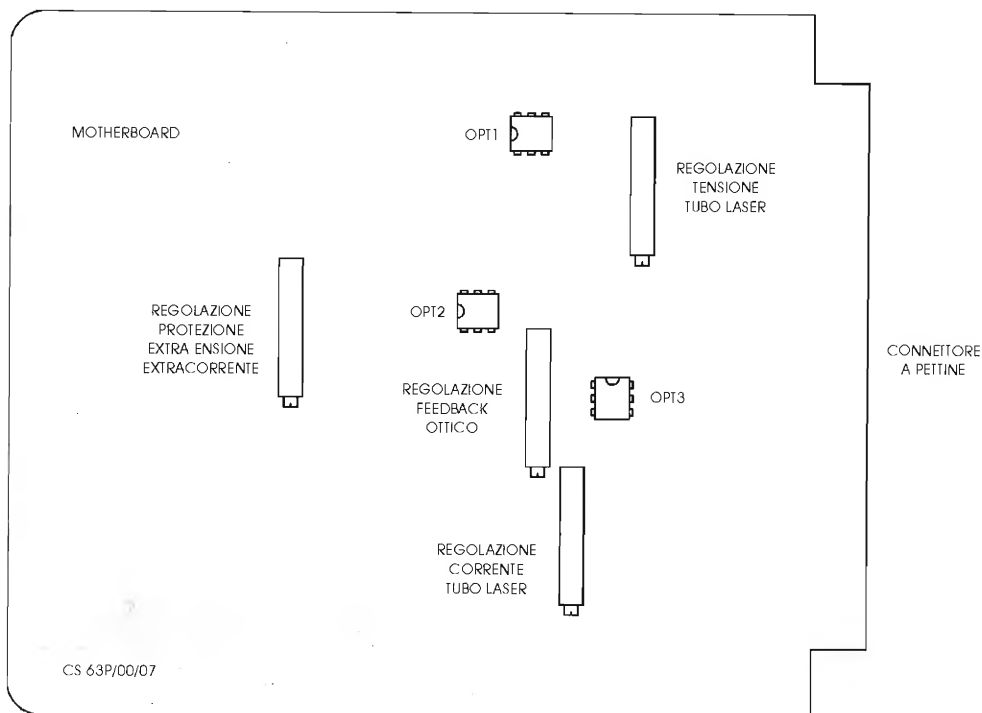 MOTHERBOARD
OPT1
REGOLAZIONE
TENSIONE
TUBO LASER
REGOLAZIONE
PROTEZIONE
EXTRA ENSIONE
EXTRACORRENTE
OPT2
CONNETTORE
A PETTINE
REGOLAZIONE
FEEDBACK
OTTICO
OPT3
REGOLAZIONE
CORRENTE
TUBO LASER
CS 63P/00/07